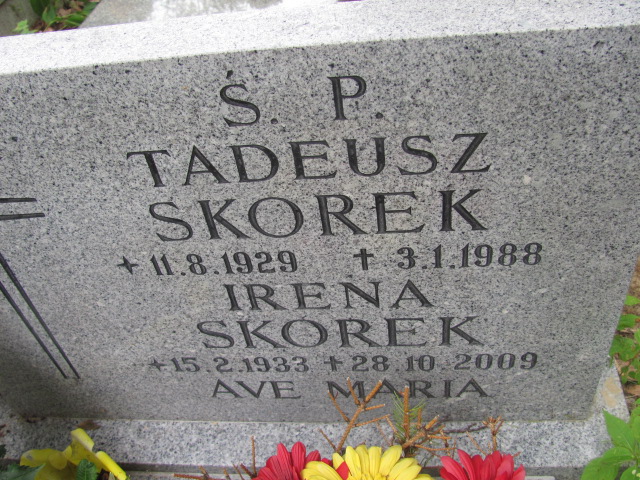 Ś. P.
TADEUSZ
SKOREK
+11.8.1929 +3.1.1988
IRENA
SKOREK
+15.2.1933 +28.10.2009
AVE MARIA